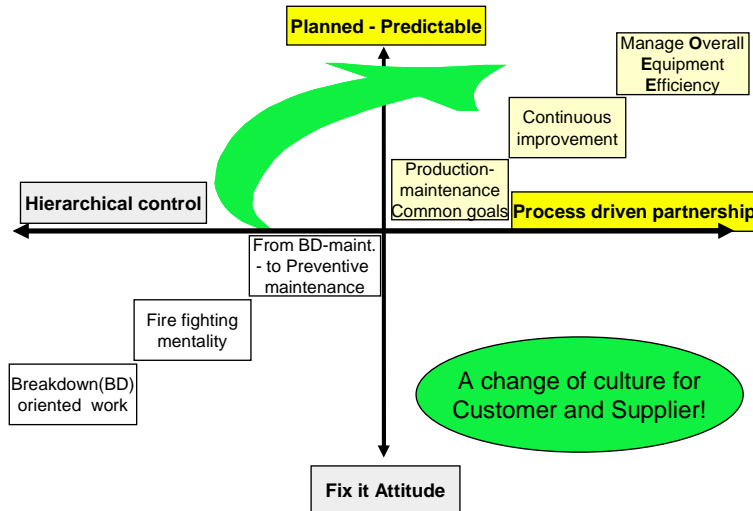 Planned - Predictable
Manage Overall
Equipment
Efficiency
Continuous
improvement
Production-
maintenance
Common goals
Hierarchical control
Process driven partnership
From BD-maint.
- to Preventive
maintenance
Fire fighting
mentality
Breakdown(BD)
oriented work
A change of culture for
Customer and Supplier!
Fix it Attitude